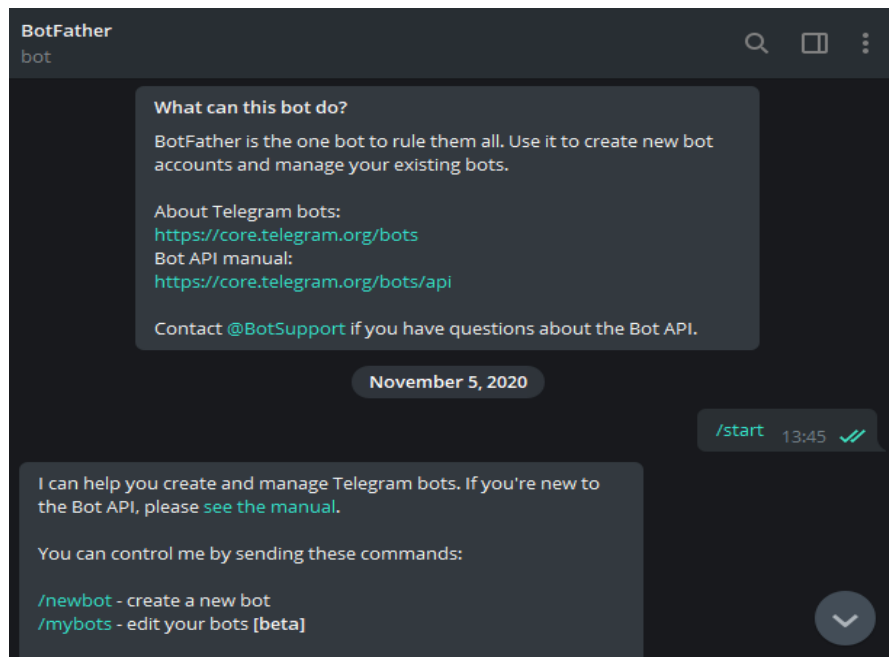 BotFather
bot
What can this bot do?
BotFather is the one bot to rule them all. Use it to create new bot
accounts and manage your existing bots.
About Telegram bots:
https://core.telegram.org/bots
Bot API manual:
https://core.telegram.org/bots/api
Contact @BotSupport if you have questions about the Bot API.
November 5, 2020
/start 13:45
I can help you create and manage Telegram bots. If you're new to
the Bot API, please see the manual.
You can control me by sending these commands:
/newbot - create a new bot
/mybots - edit your bots [beta]